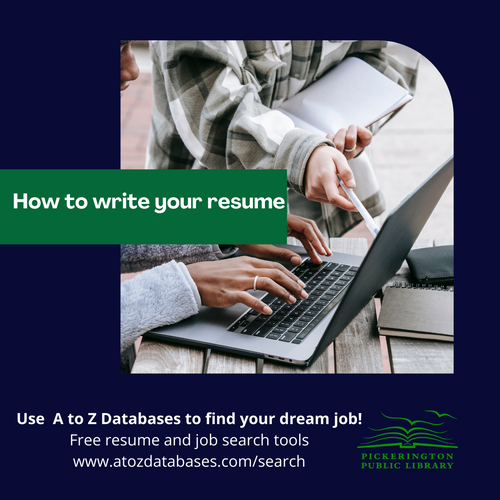 How to write your resume
Use A to Z Databases to find your dream job!
Free resume and job search tools
www.atozdatabases.com/search
PICKERINGTON
PUBLIC LIBRARY